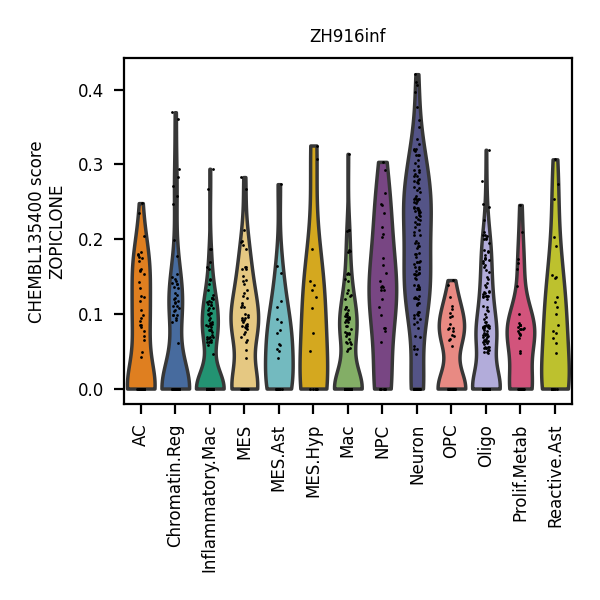 ZH916inf
CHEMBL135400 score
ZOPICLONE
0.4
0.3
0.2
0.1
0.0
AC
Chromatin.Reg
Inflammatory.Mac
MES
MES.Ast
MES.Hyp
Mac
NPC
Neuron
OPC
Oligo
Prolif.Metab
Reactive.Ast